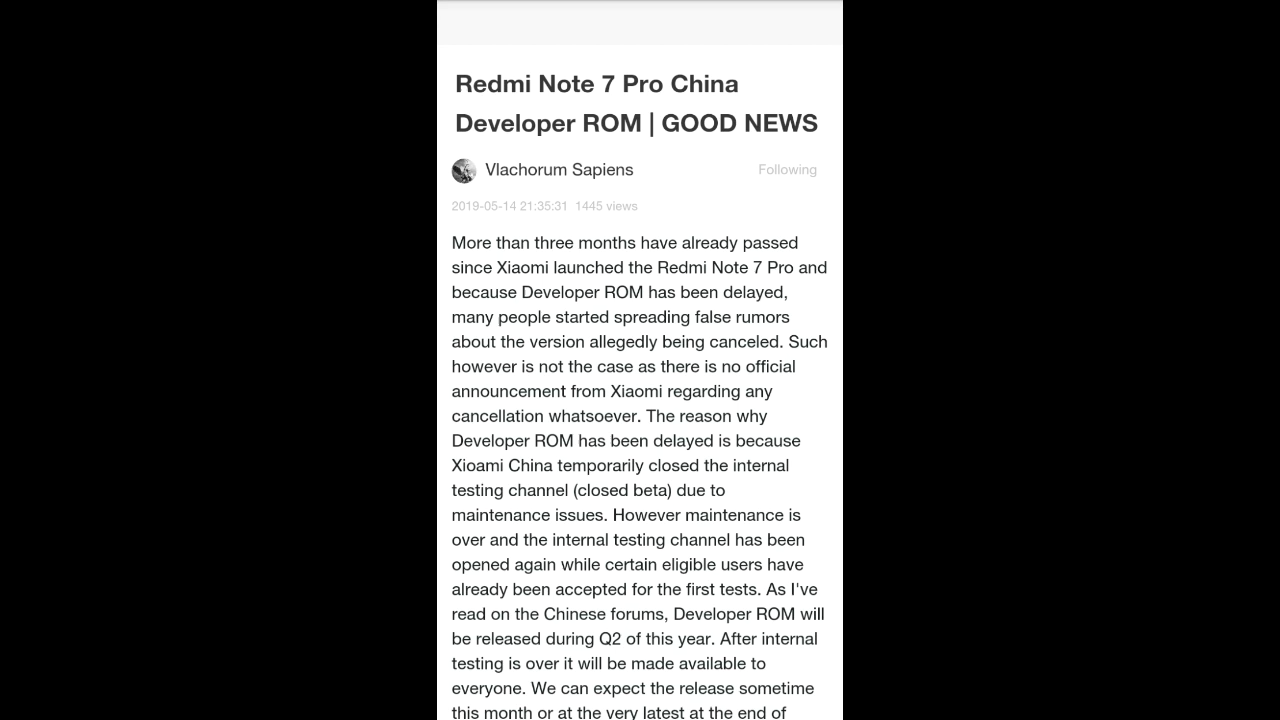 Redmi Note 7 Pro China
Developer ROM | GOOD NEWS
Vlachorum Sapiens
Following
2019-05-14 21:35:31 1445 views
More than three months have already passed
since Xiaomi launched the Redmi Note 7 Pro and
because Developer ROM has been delayed,
many people started spreading false rumors
about the version allegedly being canceled. Such
however is not the case as there is no official
announcement from Xiaomi regarding any
cancellation whatsoever. The reason why
Developer ROM has been delayed is because
Xioami China temporarily closed the internal
testing channel (closed beta) due to
maintenance issues. However maintenance is
over and the internal testing channel has been
opened again while certain eligible users have
already been accepted for the first tests. As I've
read on the Chinese forums, Developer ROM will
be released during Q2 of this year. After internal
testing is over it will be made available to
everyone. We can expect the release sometime
this month or at the very latest at the end of